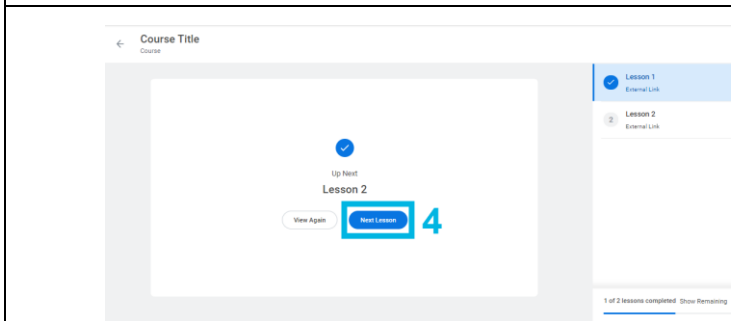 Course Title
Course
Lesson 1
External Link
2
Lesson 2
External Link
Up Next
Lesson 2
View Again
Next Lesson
4
1 of 2 lessons completed Show Remaining